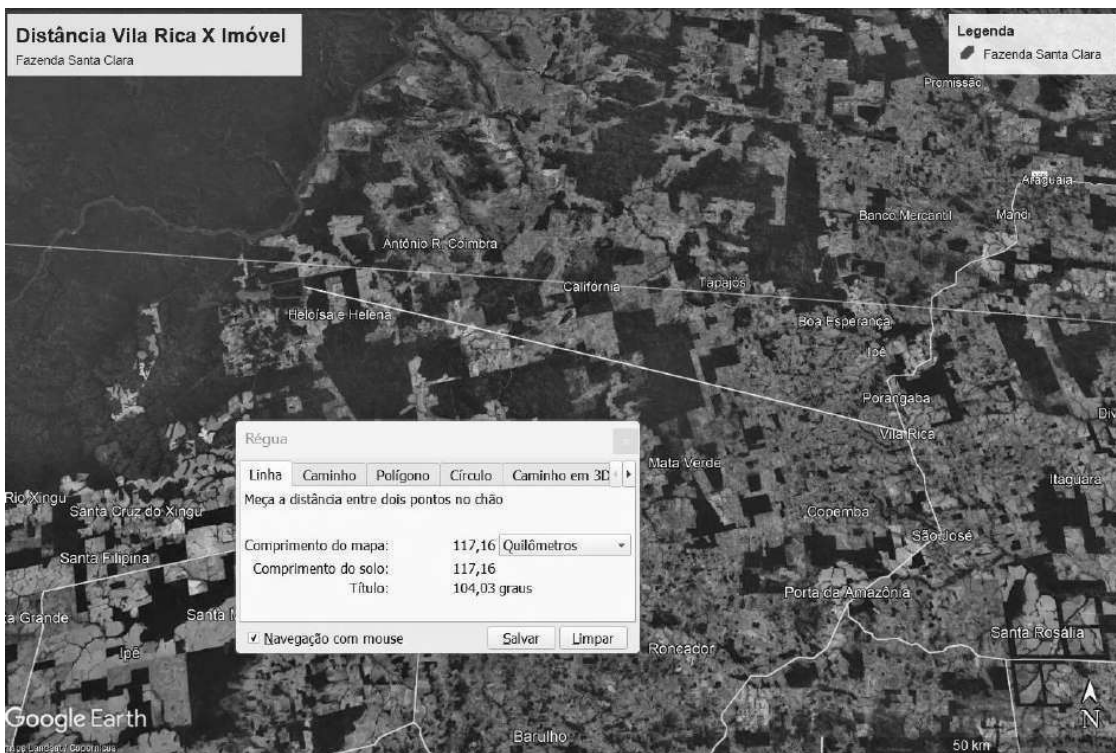 Distância Vila Rica X Imóvel
Fazenda Santa Clara
Legenda
Fazenda Santa Clara
Promissão
Araguaia
Banco Mercantil
Mandi
Antônio R. Coimbra
Califórnia
Tapajós
Heloísa e Helena
Boa Esperança
Ipê
Porangaba
Vila Rica
Régua
Linha
Caminho
Polígono
Círculo
Caminho em 3D
Meça a distância entre dois pontos no chão
Comprimento do mapa: 117,16 Quilômetros
Comprimento do solo: 117,16
Título: 104,03 graus
Navegação com mouse
Salvar
Limpar
Mata Verde
Itaquara
Rio Xingu
Santa Cruz do Xingu
Copemba
São José
Santa Filipina
Porta da Amazônia
Santa Rosália
Ipê
Roncador
Google Earth
Barulho
N
50 km